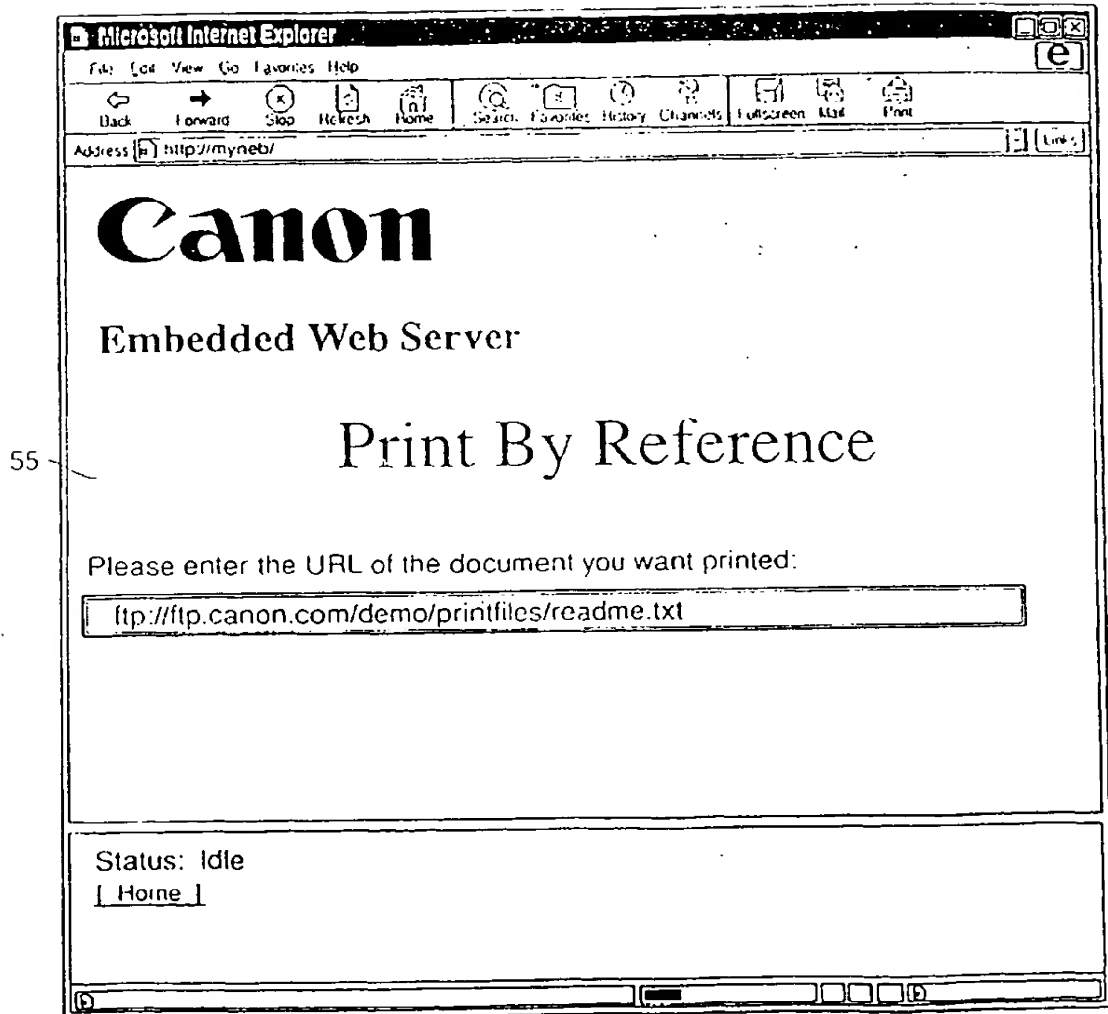 Microsoft Internet Explorer
File Edit View Go Favorites Help
e
Back Forward Stop Refresh Home Search Favorites History Channels Fullscreen Mail Print
Address http://myneb/ Links
Canon
Embedded Web Server
Print By Reference
55
Please enter the URL of the document you want printed:
ftp://ftp.canon.com/demo/printfiles/readme.txt
Status: Idle
[ Home ]